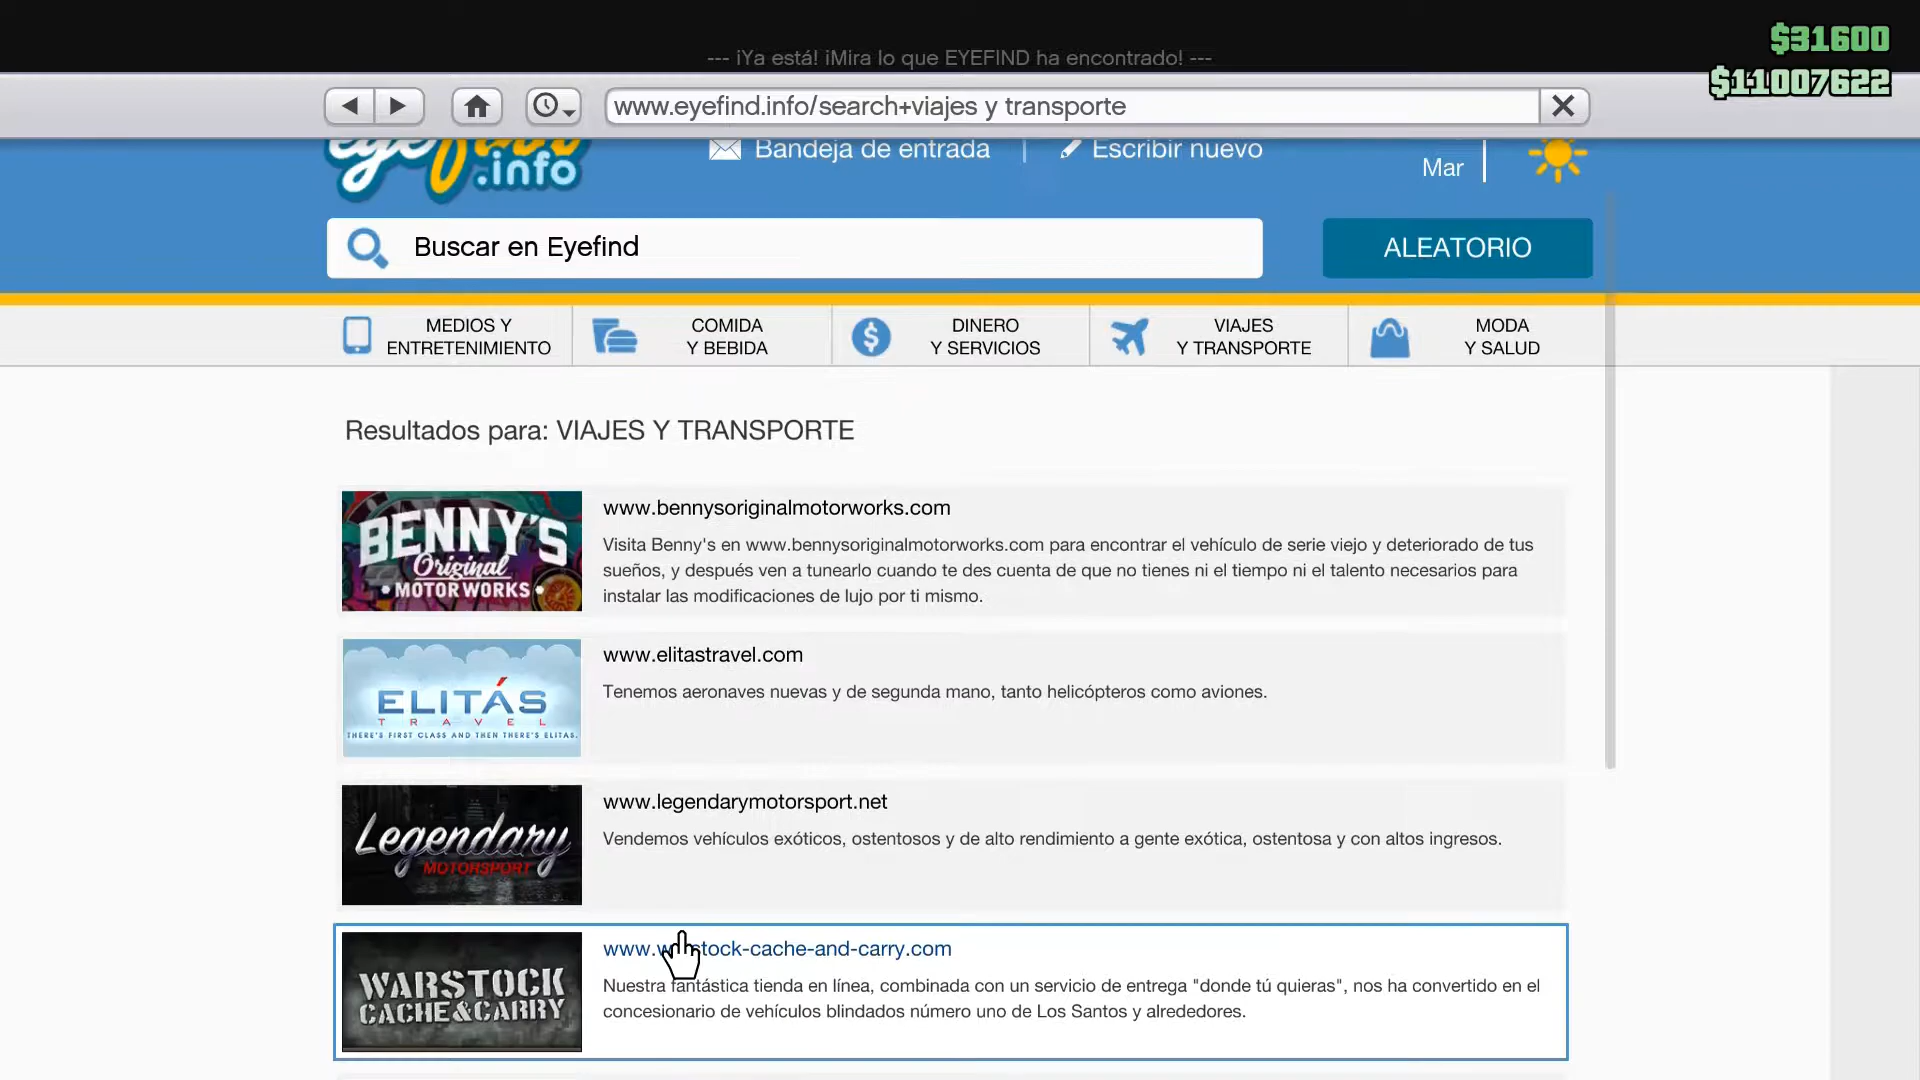 $31600
--- ¡Ya está! ¡Mira lo que EYEFIND ha encontrado! ---
$11007622
www.eyefind.info/search+viajes y transporte
eyefind
.info
Bandeja de entrada
Escribir nuevo
Mar
Buscar en Eyefind
ALEATORIO
MEDIOS Y
ENTRETENIMIENTO
COMIDA
Y BEBIDA
DINERO
Y SERVICIOS
VIAJES
Y TRANSPORTE
MODA
Y SALUD
Resultados para: VIAJES Y TRANSPORTE
BENNY'S
Original
MOTOR WORKS
www.bennysoriginalmotorworks.com
Visita Benny's en www.bennysoriginalmotorworks.com para encontrar el vehículo de serie viejo y deteriorado de tus
sueños, y después ven a tunearlo cuando te des cuenta de que no tienes ni el tiempo ni el talento necesarios para
instalar las modificaciones de lujo por ti mismo.
ELITÁS
TRAVEL
THERE'S FIRST CLASS AND THEN THERE'S ELITAS.
www.elitastravel.com
Tenemos aeronaves nuevas y de segunda mano, tanto helicópteros como aviones.
Legendary
MOTORSPORT
www.legendarymotorsport.net
Vendemos vehículos exóticos, ostentosos y de alto rendimiento a gente exótica, ostentosa y con altos ingresos.
WARSTOCK
CACHE&CARRY
www.warstock-cache-and-carry.com
Nuestra fantástica tienda en línea, combinada con un servicio de entrega "donde tú quieras", nos ha convertido en el
concesionario de vehículos blindados número uno de Los Santos y alrededores.